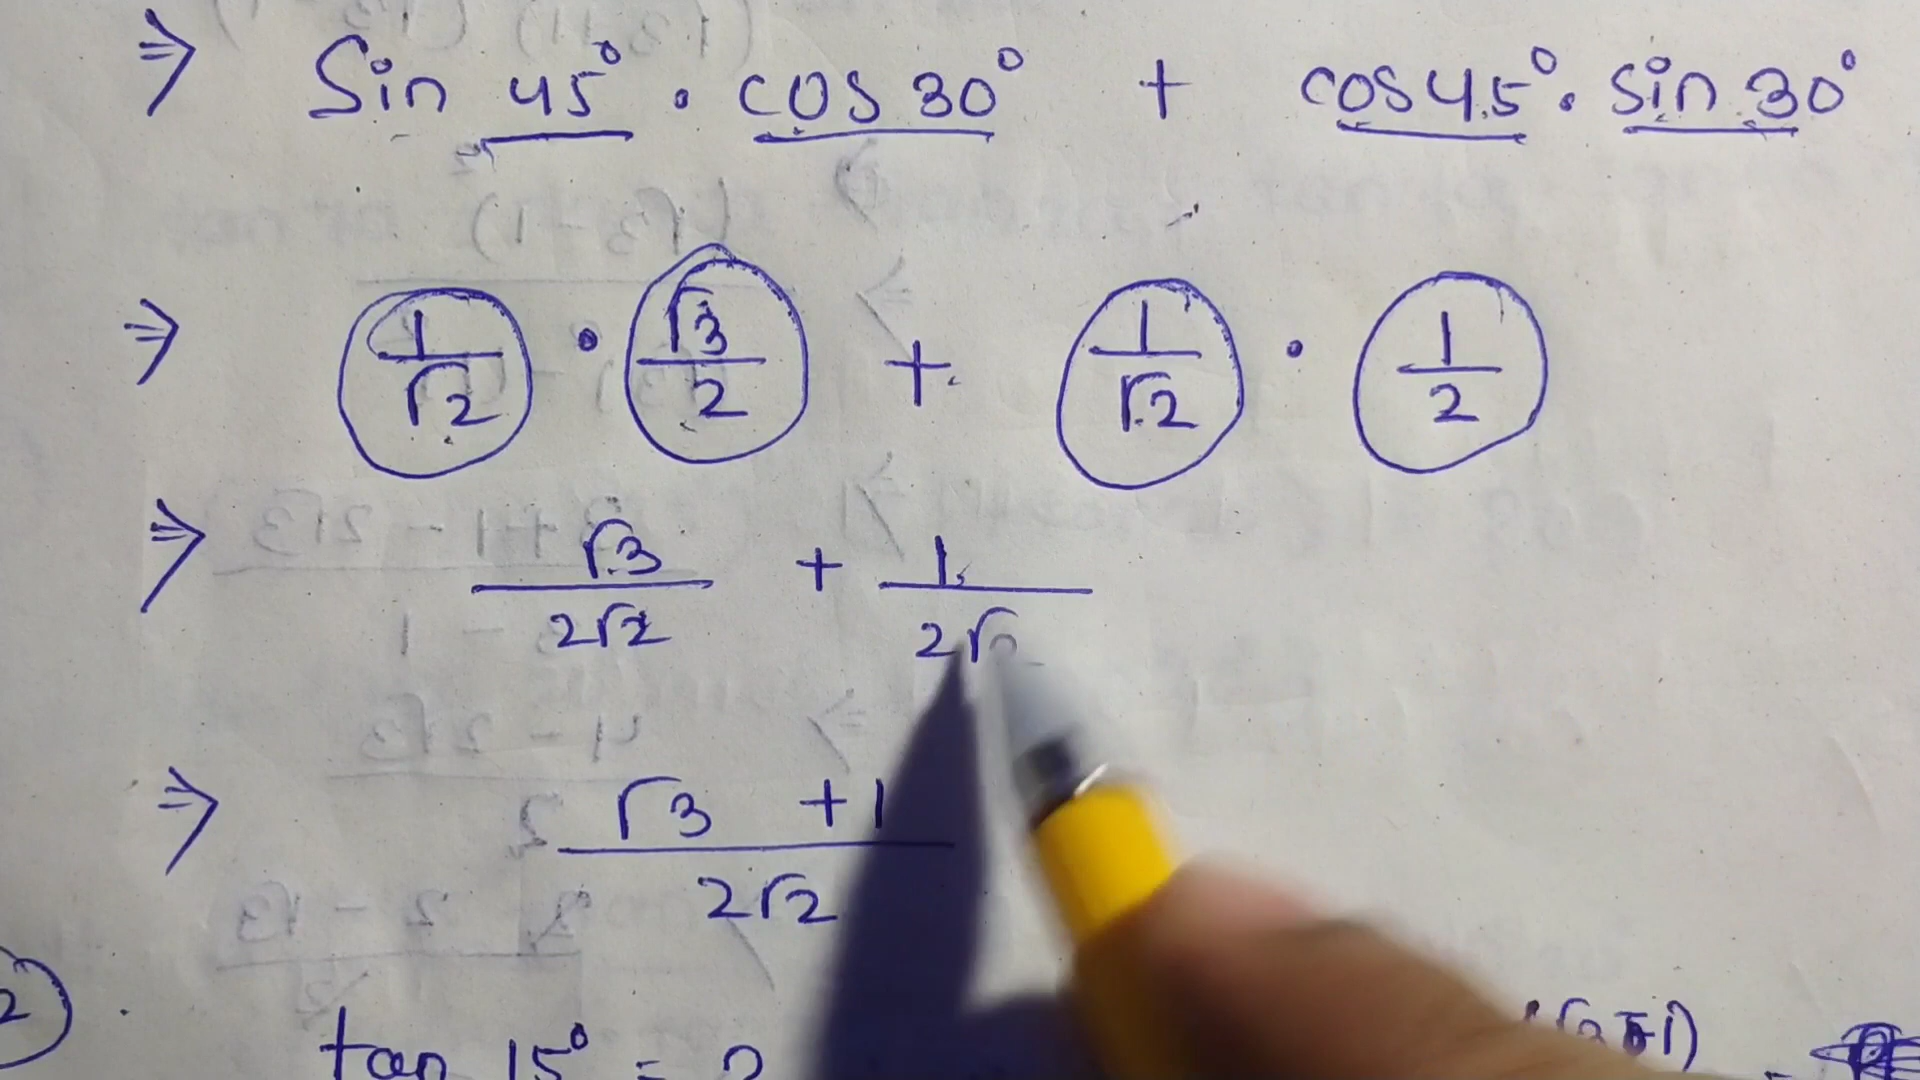 ⇒ Sin 45° . cos 30° + cos 45° . sin 30°
⇒ 1/√2 . √3/2 + 1/√2 . 1/2
⇒ √3/2√2 + 1/2√
⇒ √3 + 1/2√2
2 . tan 15° = ?